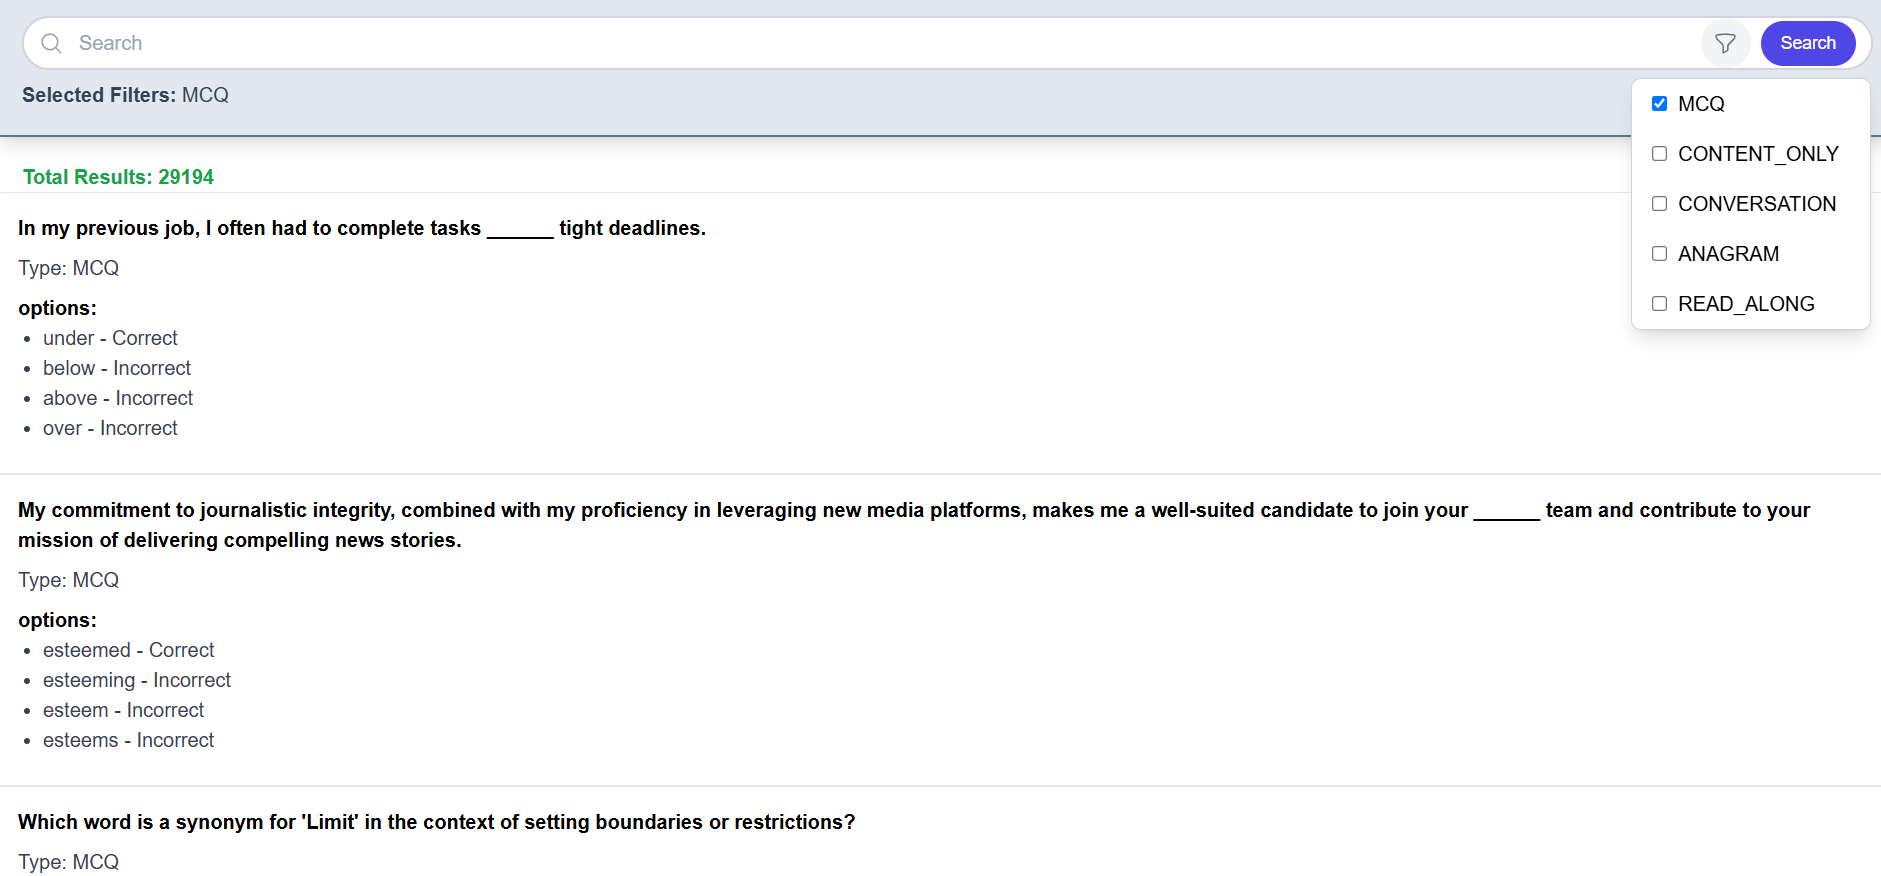 Search
Search
Selected Filters: MCQ
MCQ
CONTENT_ONLY
CONVERSATION
ANAGRAM
READ_ALONG
Total Results: 29194
In my previous job, I often had to complete tasks ______ tight deadlines.
Type: MCQ
options:
• under - Correct
• below - Incorrect
• above - Incorrect
• over - Incorrect
My commitment to journalistic integrity, combined with my proficiency in leveraging new media platforms, makes me a well-suited candidate to join your ______ team and contribute to your
mission of delivering compelling news stories.
Type: MCQ
options:
• esteemed - Correct
• esteeming - Incorrect
• esteem - Incorrect
• esteems - Incorrect
Which word is a synonym for 'Limit' in the context of setting boundaries or restrictions?
Type: MCQ